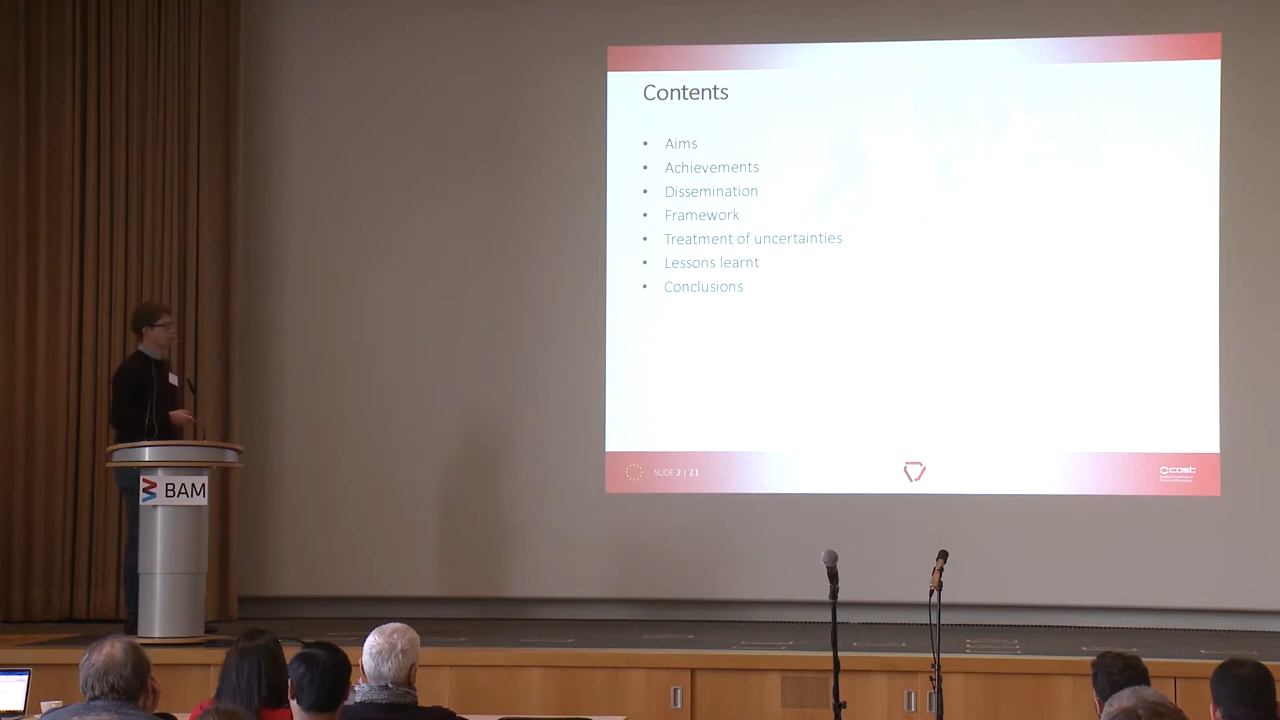 Contents
• Aims
• Achievements
• Dissemination
• Framework
• Treatment of uncertainties
• Lessons learnt
• Conclusions
SLIDE 2 | 21
cost
BAM